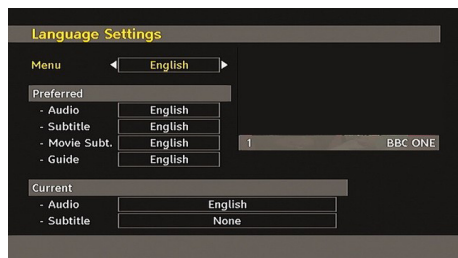 Language Settings
Menu English
Preferred
- Audio English
- Subtitle English
- Movie Subt. English
- Guide English
1 BBC ONE
Current
- Audio English
- Subtitle None